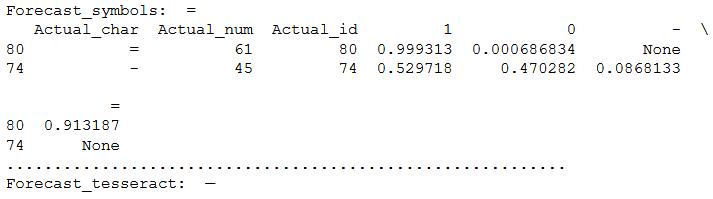 Forecast_symbols:  =
   Actual_char  Actual_num  Actual_id         1            0          -  \
80           =          61         80  0.999313  0.000686834       None
74           -          45         74  0.529718     0.470282  0.0868133

           =
80  0.913187
74      None
.............................................................
Forecast_tesseract:  —